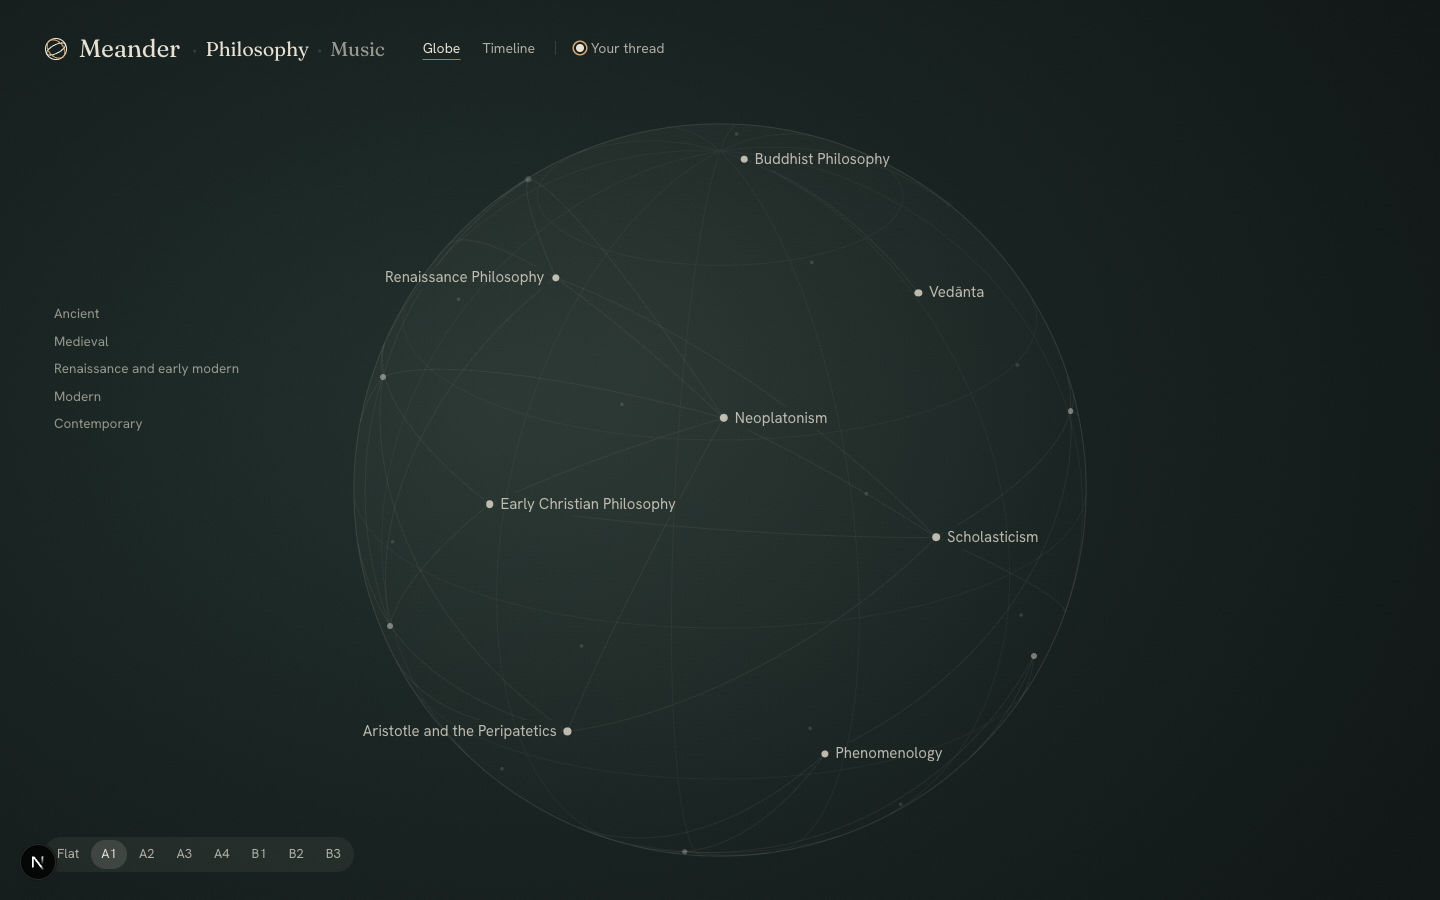 Meander · Philosophy · Music
Globe Timeline Your thread
Buddhist Philosophy
Renaissance Philosophy
Vedānta
Ancient
Medieval
Renaissance and early modern
Modern
Contemporary
Neoplatonism
Early Christian Philosophy
Scholasticism
Aristotle and the Peripatetics
Phenomenology
N Flat A1 A2 A3 A4 B1 B2 B3